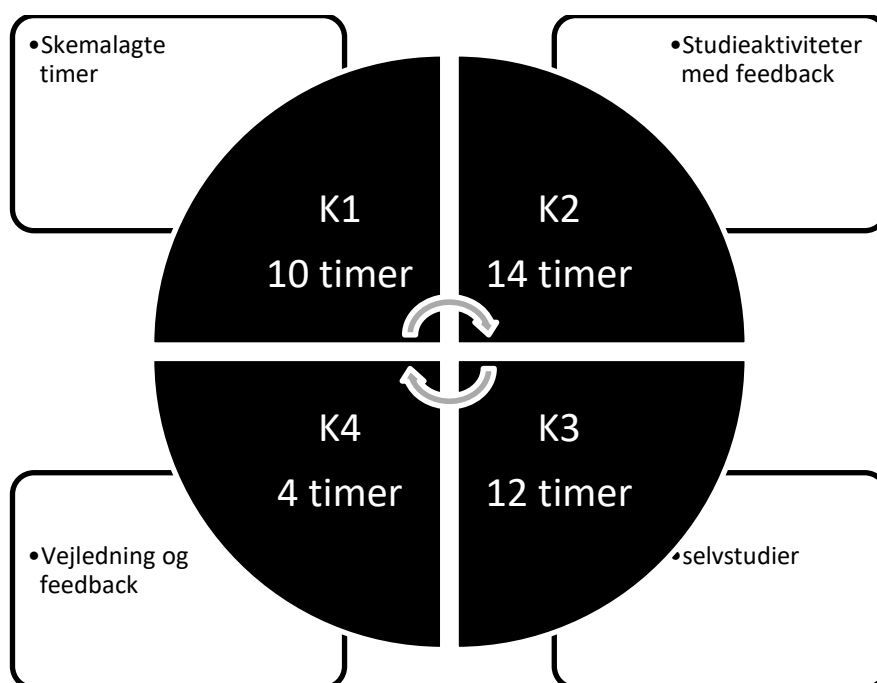 •Skemalagte
timer
•Studieaktiviteter
med feedback
K1
10 timer
K2
14 timer
K4
4 timer
K3
12 timer
•Vejledning og
feedback
•selvstudier